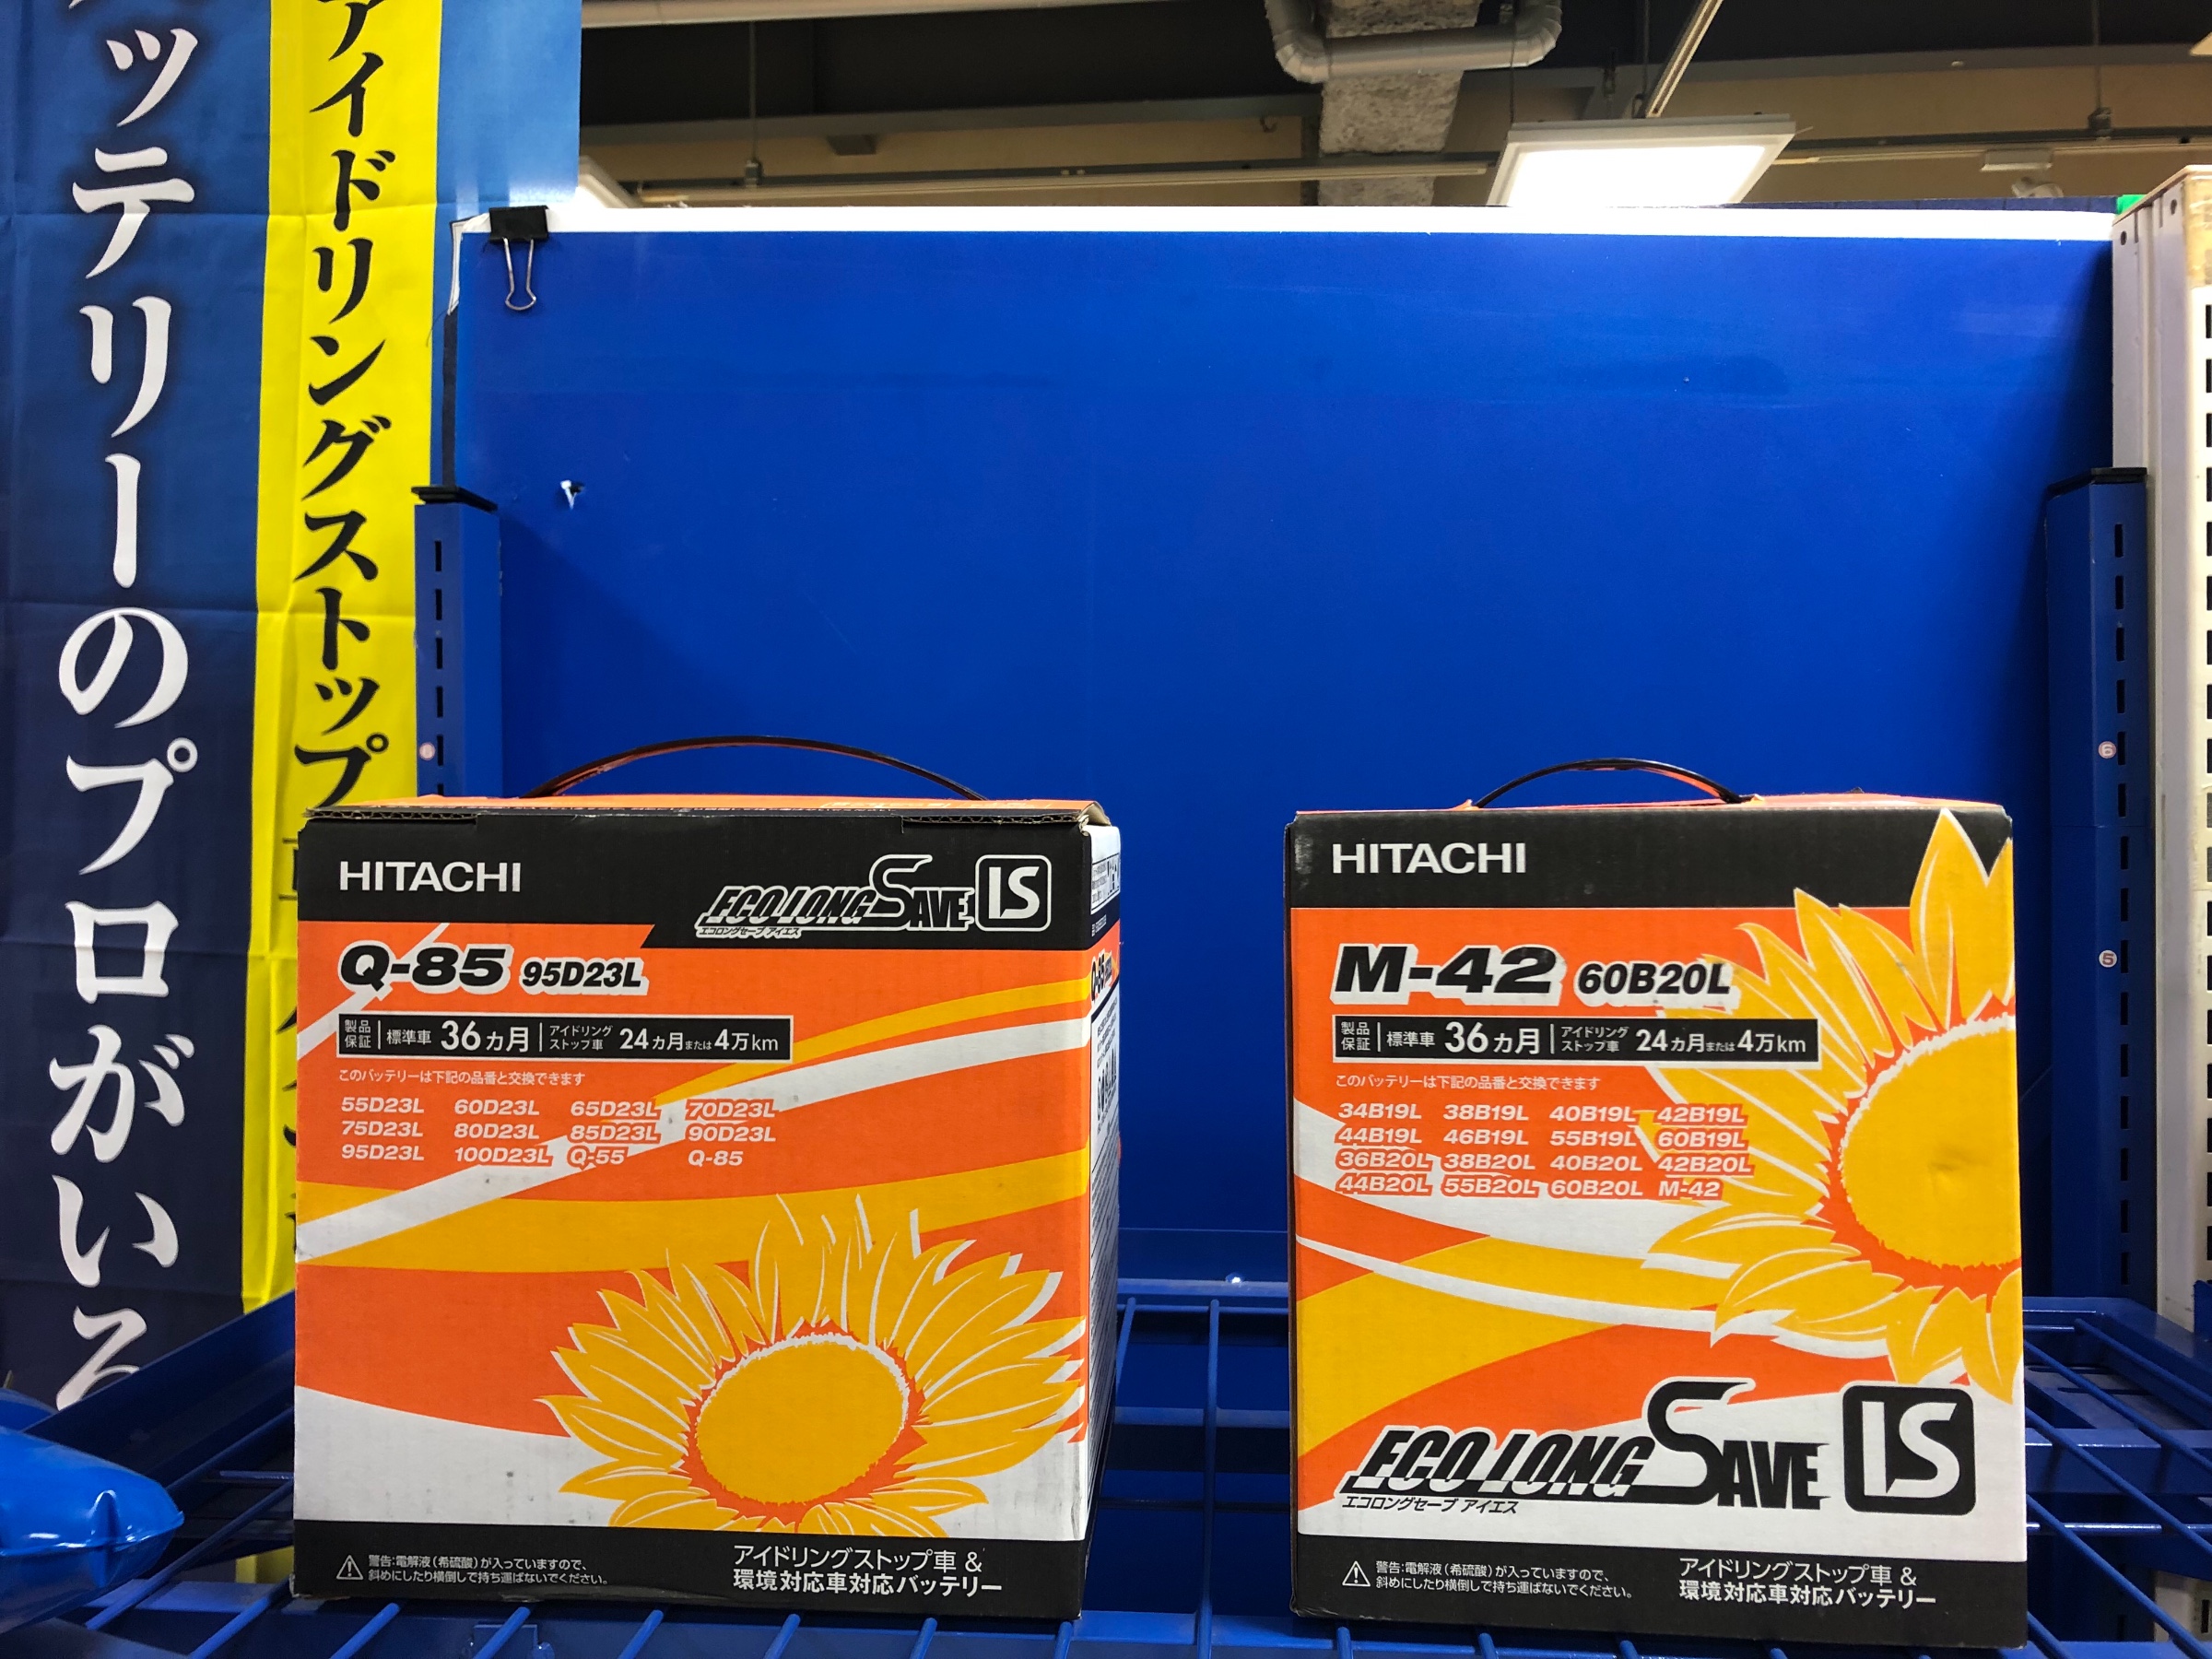 ッテリーのプロがいる
アイドリングストップ
HITACHI
ECO LONG SAVE IS
エコロングセーブ アイエス
Q-85 95D23L
製品保証 標準車 36ヵ月 アイドリングストップ車 24ヵ月または4万km
このバッテリーは下記の品番と交換できます
55D23L 60D23L 65D23L 70D23L
75D23L 80D23L 85D23L 90D23L
95D23L 100D23L Q-55 Q-85
警告:電解液(希硫酸)が入っていますので、
斜めにしたり横倒しで持ち運ばないでください。
アイドリングストップ車 &
環境対応車対応バッテリー
HITACHI
M-42 60B20L
製品保証 標準車 36ヵ月 アイドリングストップ車 24ヵ月または4万km
このバッテリーは下記の品番と交換できます
34B19L 38B19L 40B19L 42B19L
44B19L 46B19L 55B19L 60B19L
36B20L 38B20L 40B20L 42B20L
44B20L 55B20L 60B20L M-42
ECO LONG SAVE IS
エコロングセーブ アイエス
警告:電解液(希硫酸)が入っていますので、
斜めにしたり横倒しで持ち運ばないでください。
アイドリングストップ車 &
環境対応車対応バッテリー
6
6
5